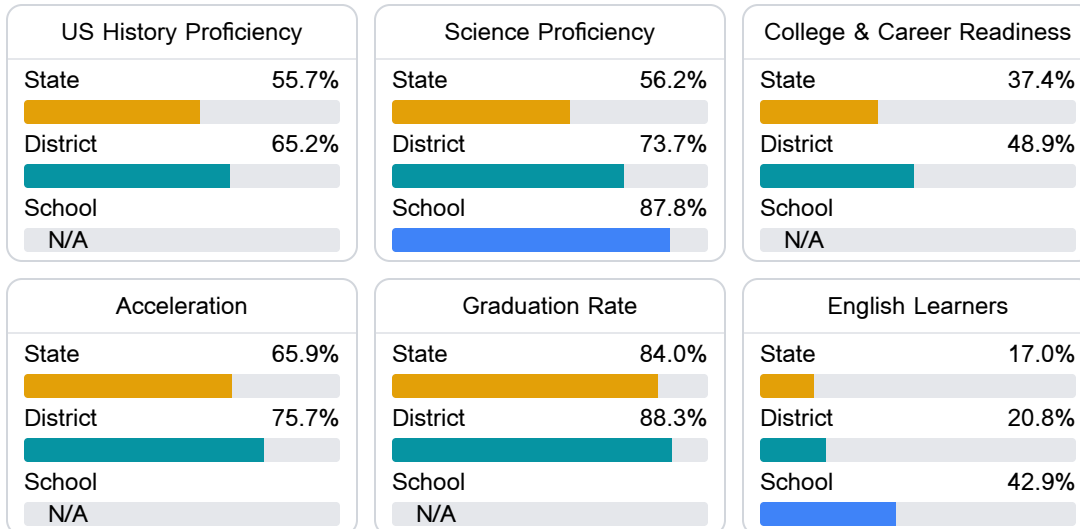 US History Proficiency
State 55.7%
District 65.2%
School
N/A
Science Proficiency
State 56.2%
District 73.7%
School 87.8%
College & Career Readiness
State 37.4%
District 48.9%
School
N/A
Acceleration
State 65.9%
District 75.7%
School
N/A
Graduation Rate
State 84.0%
District 88.3%
School
N/A
English Learners
State 17.0%
District 20.8%
School 42.9%